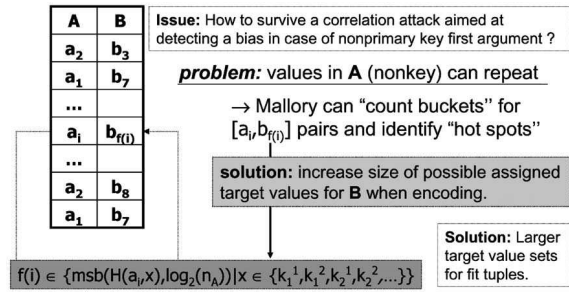 A B
a₂ b₃
a₁ b₇
...
aᵢ b_f(i)
...
a₂ b₈
a₁ b₇
Issue: How to survive a correlation attack aimed at
detecting a bias in case of nonprimary key first argument ?
problem: values in A (nonkey) can repeat
→ Mallory can “count buckets” for
[aᵢ,b_f(i)] pairs and identify “hot spots”
solution: increase size of possible assigned
target values for B when encoding.
Solution: Larger
target value sets
for fit tuples.
f(i) ∈ {msb(H(aᵢ,x),log₂(n_A))|x ∈ {k₁¹,k₁²,k₂¹,k₂²,...}}